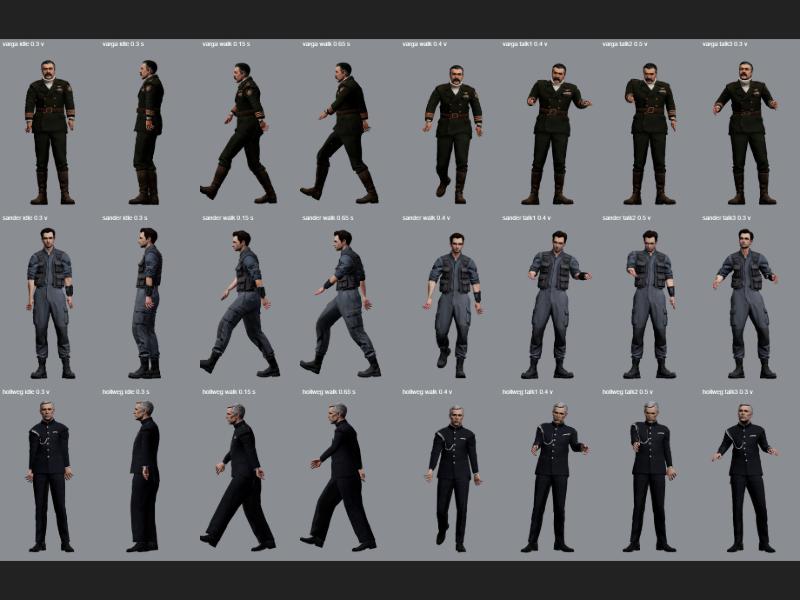 varga idle 0.3 v
varga idle 0.3 s
varga walk 0.15 s
varga walk 0.65 s
varga walk 0.4 v
varga talk1 0.4 v
varga talk2 0.5 v
varga talk3 0.3 v
sander idle 0.3 v
sander idle 0.3 s
sander walk 0.15 s
sander walk 0.65 s
sander walk 0.4 v
sander talk1 0.4 v
sander talk2 0.5 v
sander talk3 0.3 v
hollweg idle 0.3 v
hollweg idle 0.3 s
hollweg walk 0.15 s
hollweg walk 0.65 s
hollweg walk 0.4 v
hollweg talk1 0.4 v
hollweg talk2 0.5 v
hollweg talk3 0.3 v